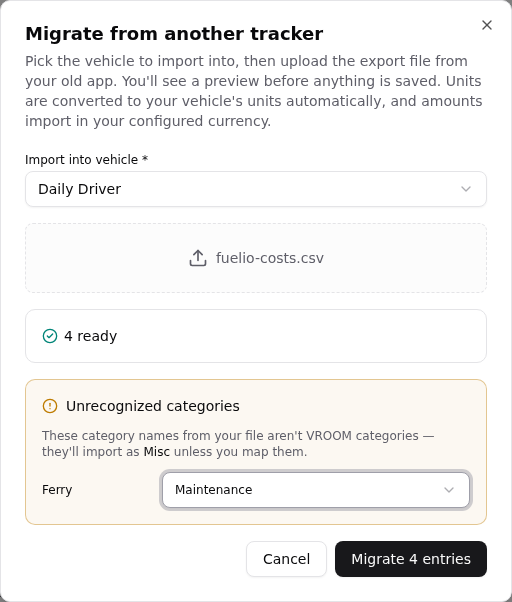 Migrate from another tracker
Pick the vehicle to import into, then upload the export file from
your old app. You'll see a preview before anything is saved. Units
are converted to your vehicle's units automatically, and amounts
import in your configured currency.
Import into vehicle *
Daily Driver
fuelio-costs.csv
4 ready
Unrecognized categories
These category names from your file aren't VROOM categories —
they'll import as Misc unless you map them.
Ferry
Maintenance
Cancel
Migrate 4 entries